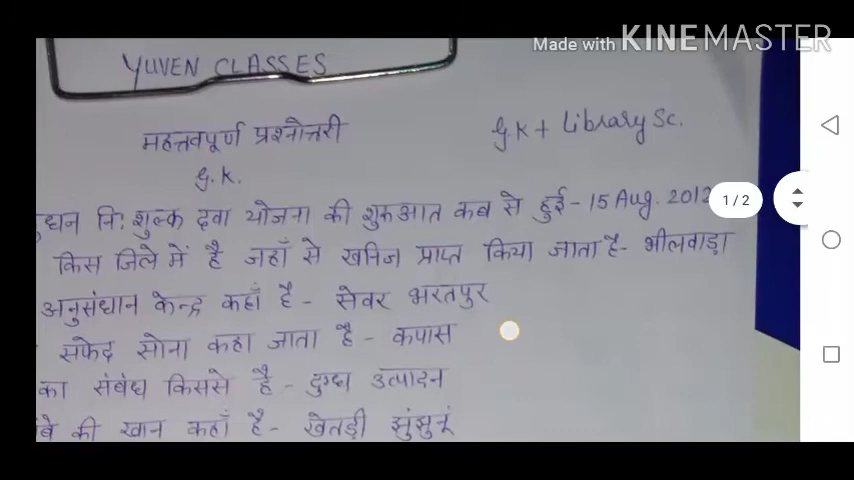 Made with KINEMASTER
YUVEN CLASSES
महत्तवपूर्ण प्रश्नोत्तरी
G.K + Library Sc.
G.K.
निः शुल्क दवा योजना की शुरुआत कब से हुई - 15 Aug. 2012
1/2
किस जिले में है जहाँ से खनिज प्राप्त किया जाता है - भीलवाड़ा
अनुसंधान केन्द्र कहाँ है - सेवर भरतपुर
सफेद सोना कहा जाता है - कपास
का संबंध किससे है - दुग्ध उत्पादन
की खान कहाँ है - खेतड़ी झुंझुनूं